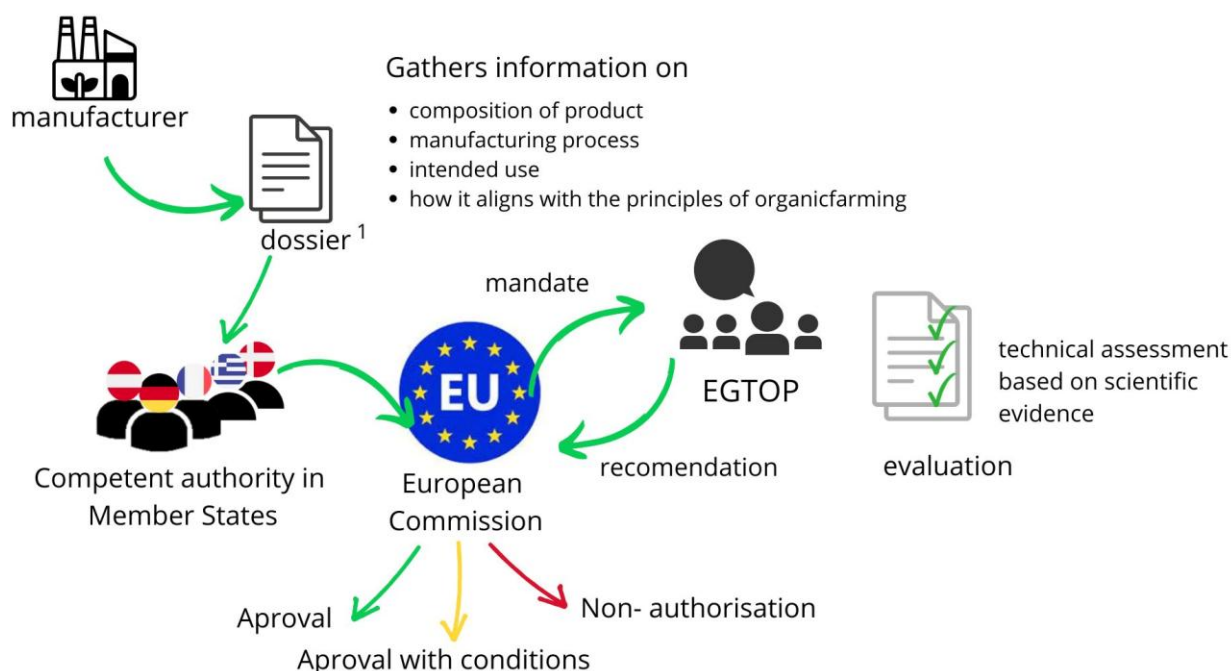 manufacturer
Gathers information on
• composition of product
• manufacturing process
• intended use
• how it aligns with the principles of organicfarming
dossier 1
mandate
EU
EGTOP
technical assessment
based on scientific
evidence
evaluation
recomendation
Competent authority in
Member States
European
Commission
Aproval
Aproval with conditions
Non- authorisation